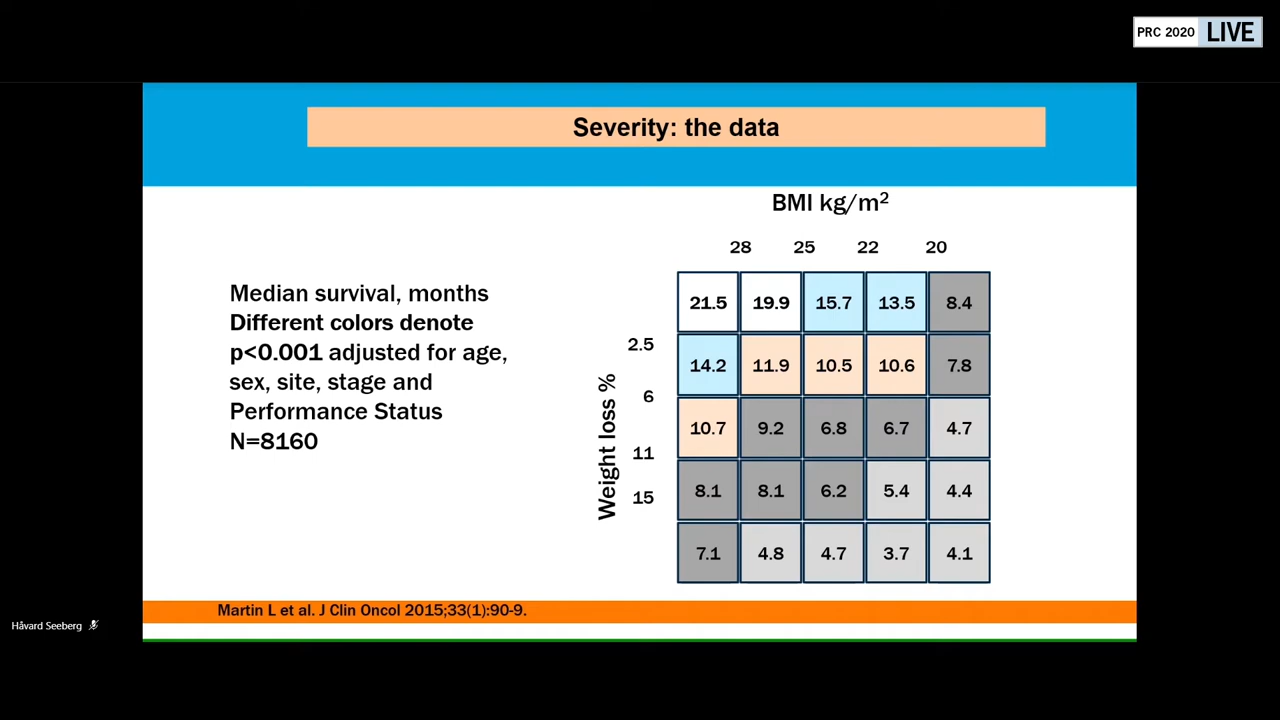 PRC 2020 LIVE
Severity: the data
BMI kg/m²
28 25 22 20
Median survival, months
Different colors denote
p<0.001 adjusted for age,
sex, site, stage and
Performance Status
N=8160
Weight loss %
2.5
6
11
15
21.5 19.9 15.7 13.5 8.4
14.2 11.9 10.5 10.6 7.8
10.7 9.2 6.8 6.7 4.7
8.1 8.1 6.2 5.4 4.4
7.1 4.8 4.7 3.7 4.1
Martin L et al. J Clin Oncol 2015;33(1):90-9.
Håvard Seeberg